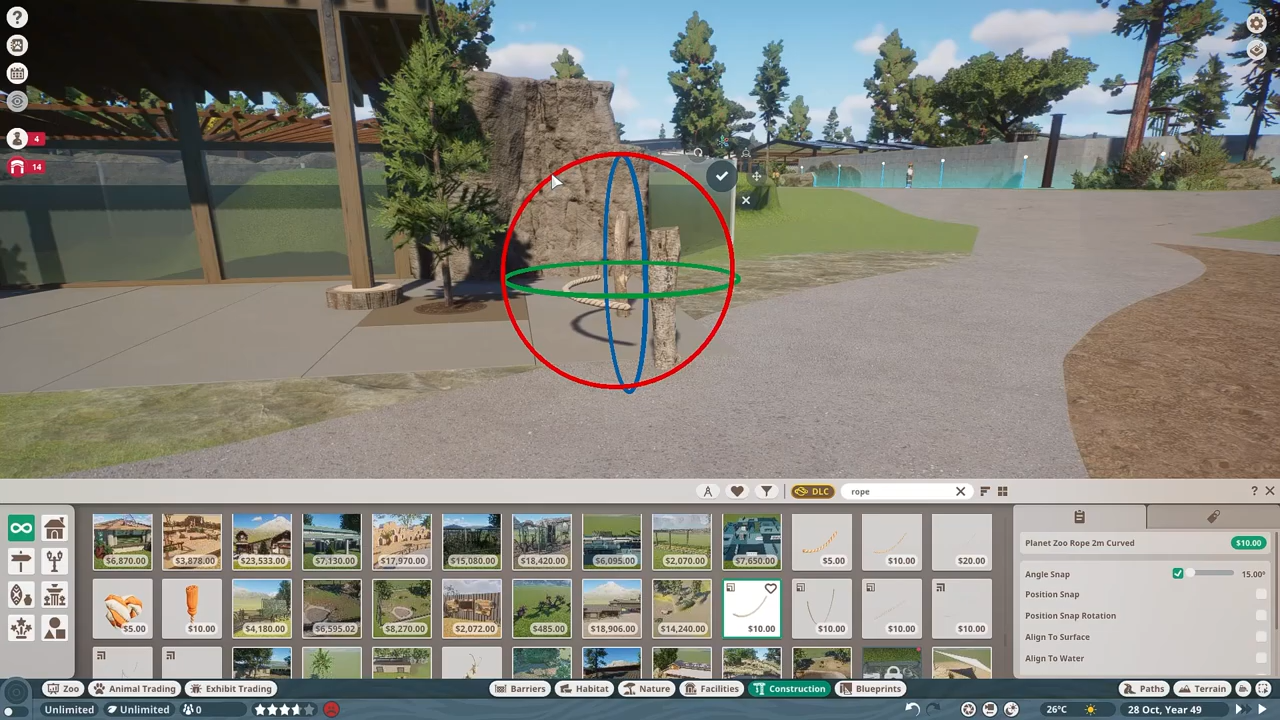 ?
4
14
DLC
rope
?
$6,870.00
$3,878.00
$23,533.00
$7,130.00
$17,970.00
$15,080.00
$18,420.00
$6,095.00
$2,070.00
$7,650.00
$5.00
$10.00
$20.00
$5.00
$10.00
$4,180.00
$6,595.02
$8,270.00
$2,072.00
$485.00
$18,906.00
$14,240.00
$10.00
$10.00
$10.00
$10.00
Planet Zoo Rope 2m Curved
$10.00
Angle Snap
15.00°
Position Snap
Position Snap Rotation
Align To Surface
Align To Water
Zoo
Animal Trading
Exhibit Trading
Barriers
Habitat
Nature
Facilities
Construction
Blueprints
Paths
Terrain
Unlimited
Unlimited
0
26°C
28 Oct, Year 49